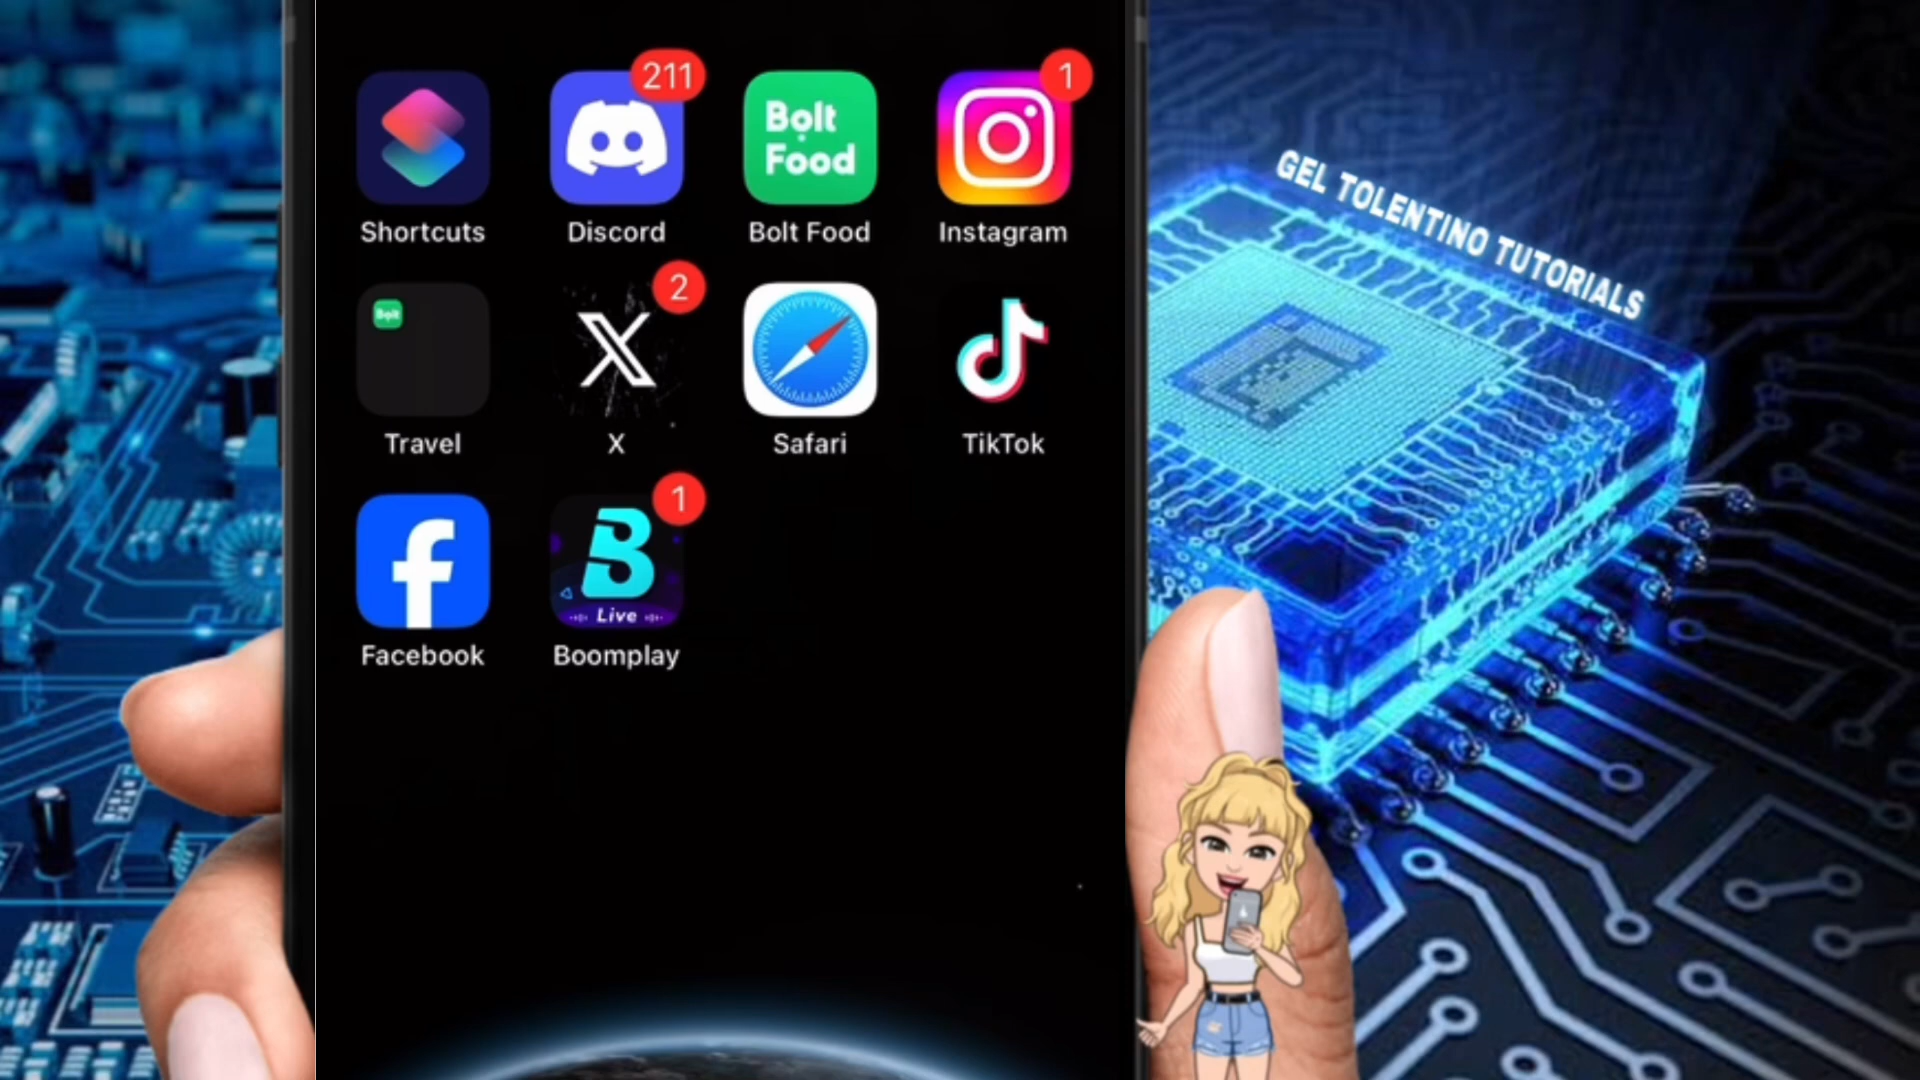 211
1
Bolt
Food
Shortcuts
Discord
Bolt Food
Instagram
2
Bolt
Travel
X
Safari
TikTok
1
B
Live
Facebook
Boomplay
GEL TOLENTINO TUTORIALS